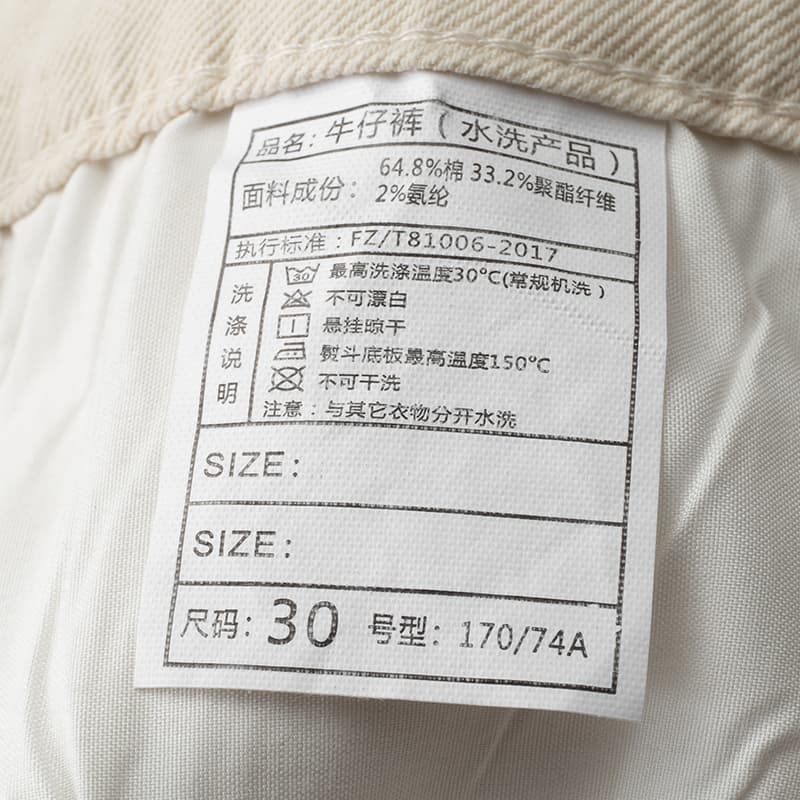 品名：牛仔裤（水洗产品）
面料成份：64.8%棉 33.2%聚酯纤维
2%氨纶
执行标准：FZ/T81006-2017
洗涤说明
30 最高洗涤温度30℃(常规机洗)
不可漂白
悬挂晾干
熨斗底板最高温度150℃
不可干洗
注意：与其它衣物分开水洗
SIZE:
SIZE:
尺码：30 号型：170/74A